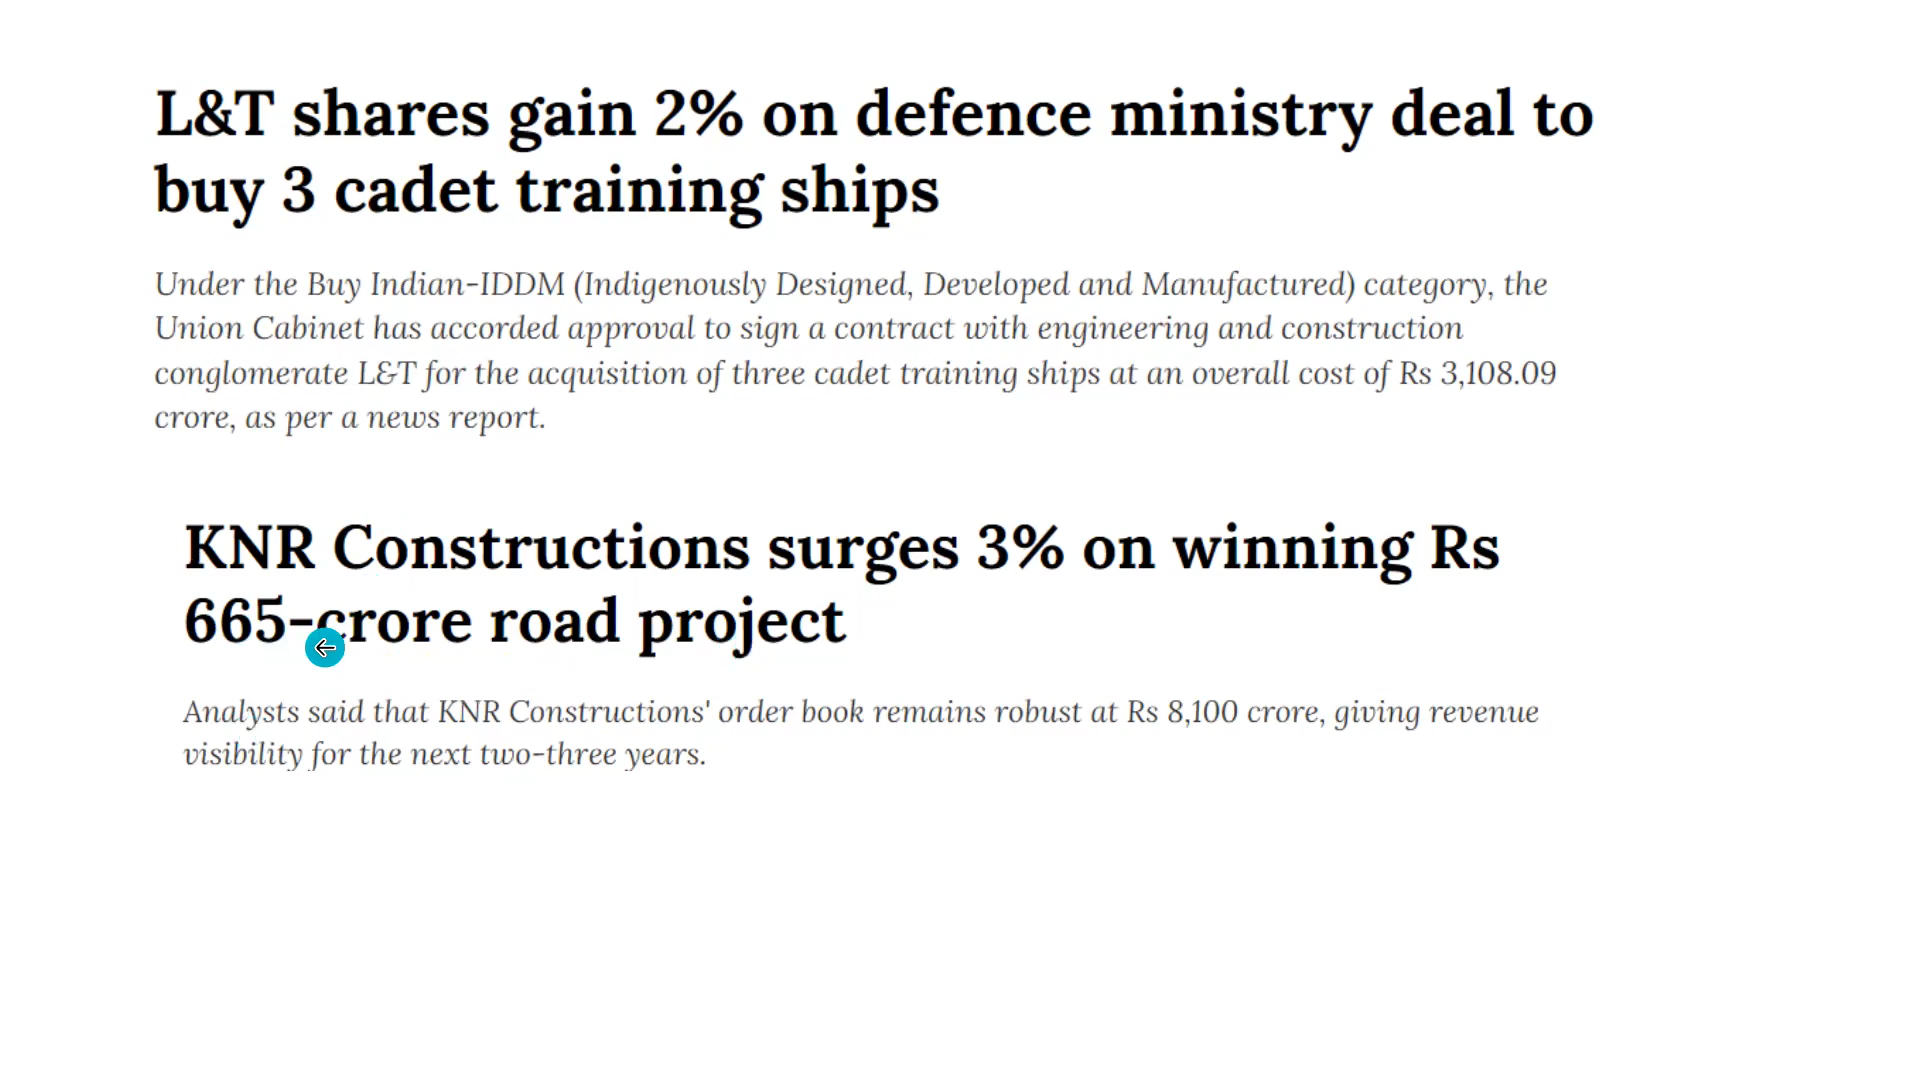 L&T shares gain 2% on defence ministry deal to
buy 3 cadet training ships
Under the Buy Indian-IDDM (Indigenously Designed, Developed and Manufactured) category, the
Union Cabinet has accorded approval to sign a contract with engineering and construction
conglomerate L&T for the acquisition of three cadet training ships at an overall cost of Rs 3,108.09
crore, as per a news report.
KNR Constructions surges 3% on winning Rs
665-crore road project
Analysts said that KNR Constructions' order book remains robust at Rs 8,100 crore, giving revenue
visibility for the next two-three years.